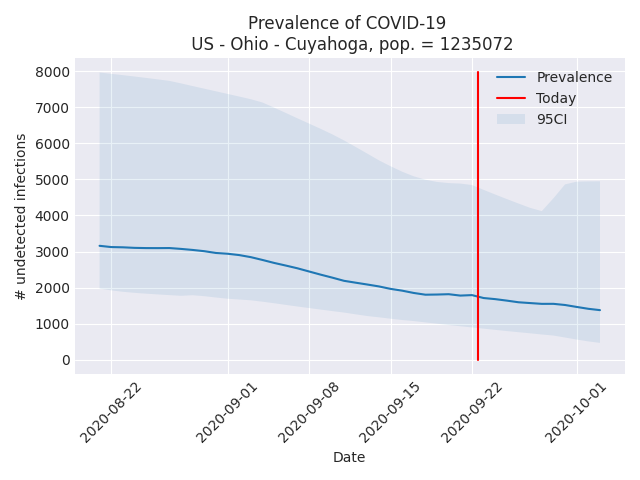 Prevalence of COVID-19
US - Ohio - Cuyahoga, pop. = 1235072
8000
7000
6000
5000
4000
3000
2000
1000
0
# undetected infections
Prevalence
Today
95CI
2020-08-22
2020-09-01
2020-09-08
2020-09-15
2020-09-22
2020-10-01
Date